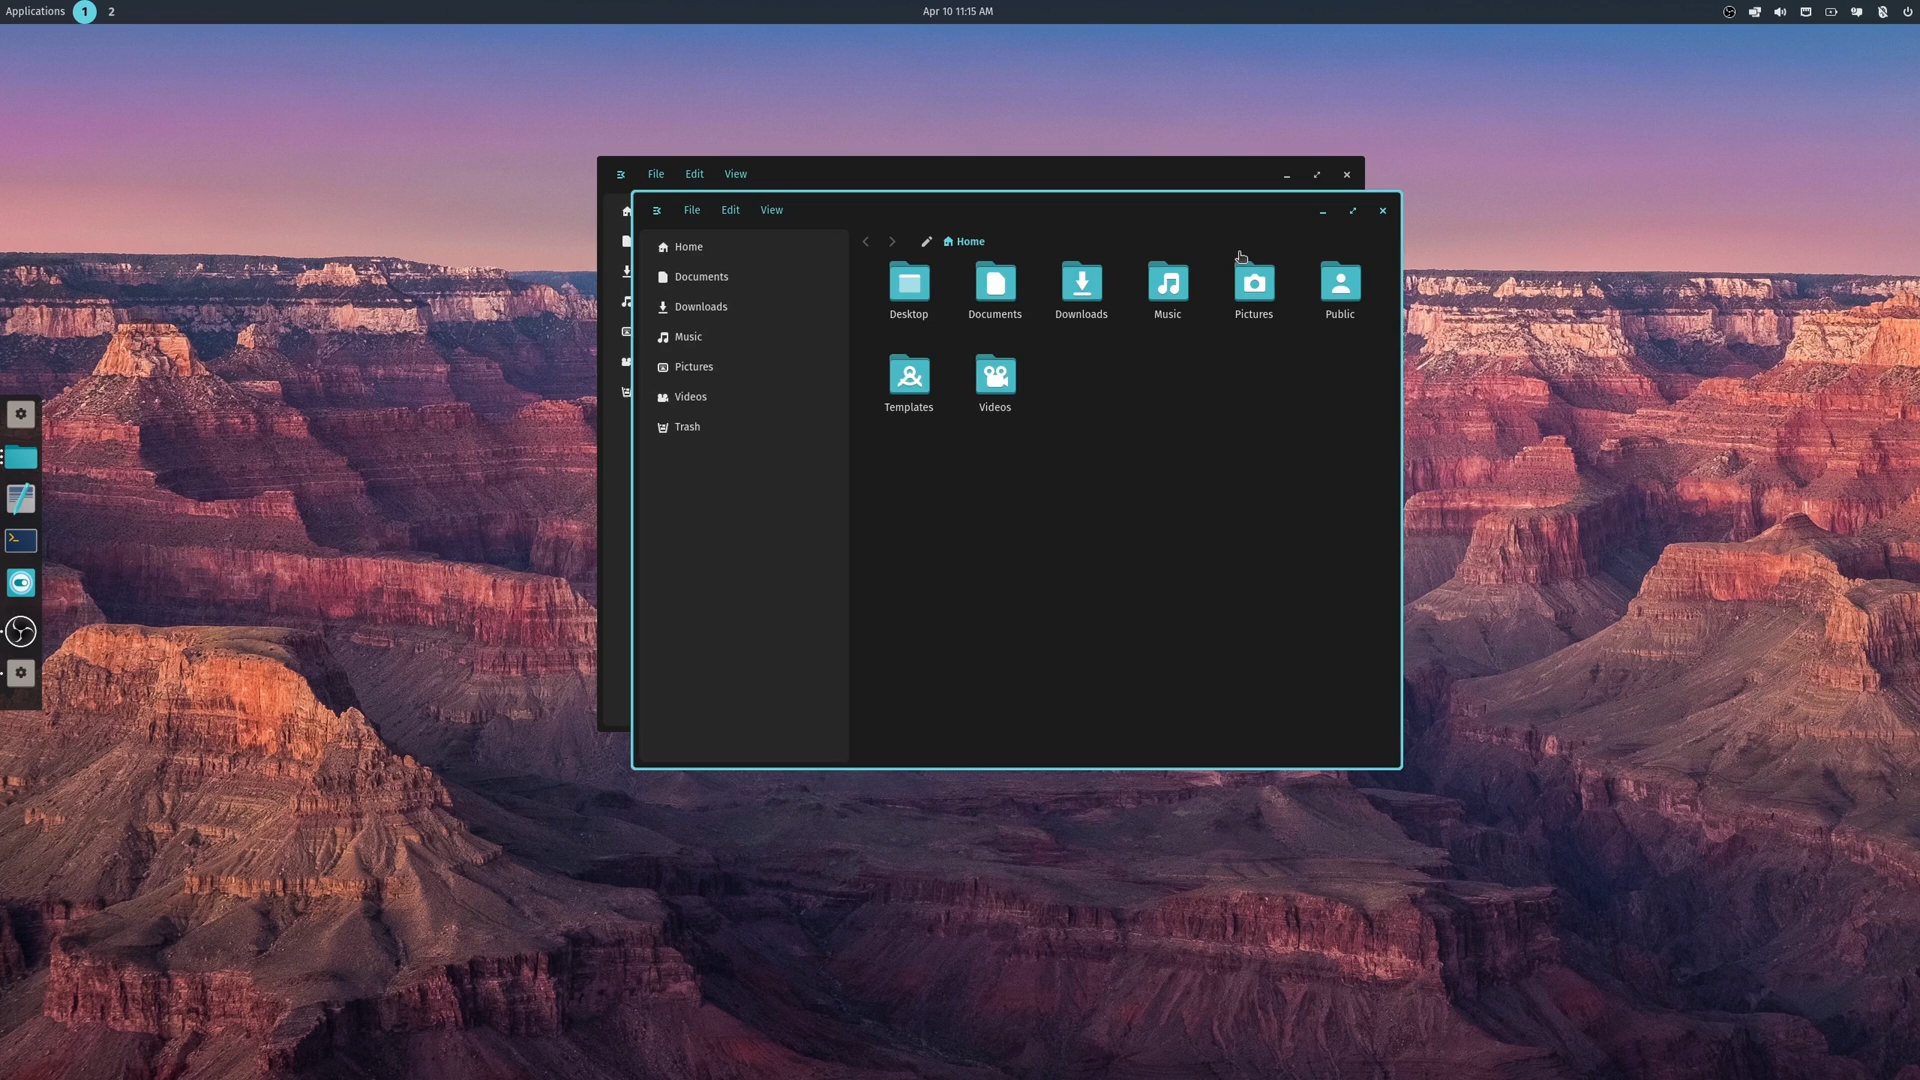 Applications 1 2 Apr 10 11:15 AM
File Edit View
File Edit View
Home
Documents
Downloads
Music
Pictures
Videos
Trash
Home
Desktop Documents Downloads Music Pictures Public
Templates Videos